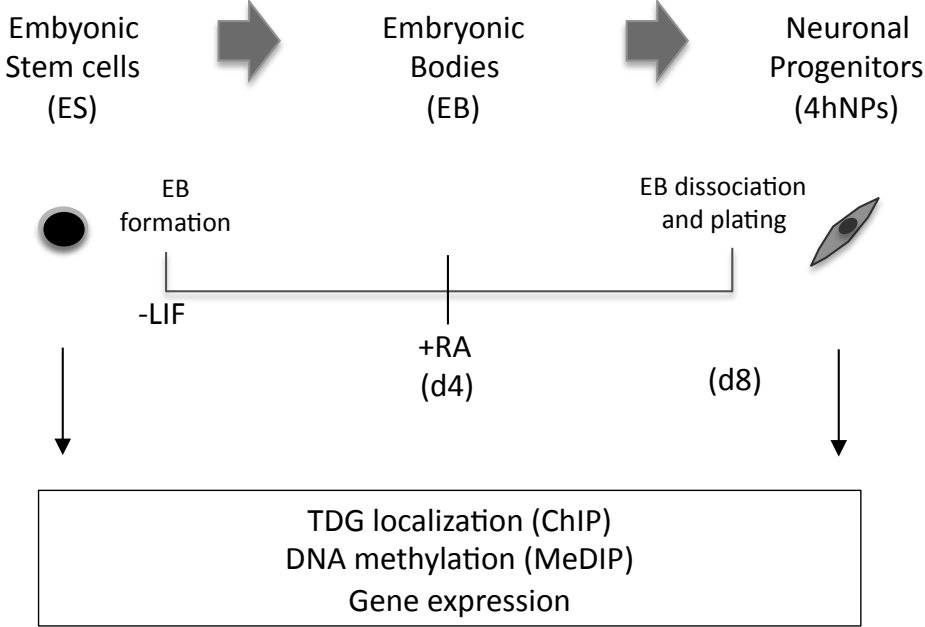 Embyonic
Stem cells
(ES)
Embryonic
Bodies
(EB)
Neuronal
Progenitors
(4hNPs)
EB
formation
EB dissociation
and plating
-LIF
+RA
(d4)
(d8)
TDG localization (ChIP)
DNA methylation (MeDIP)
Gene expression